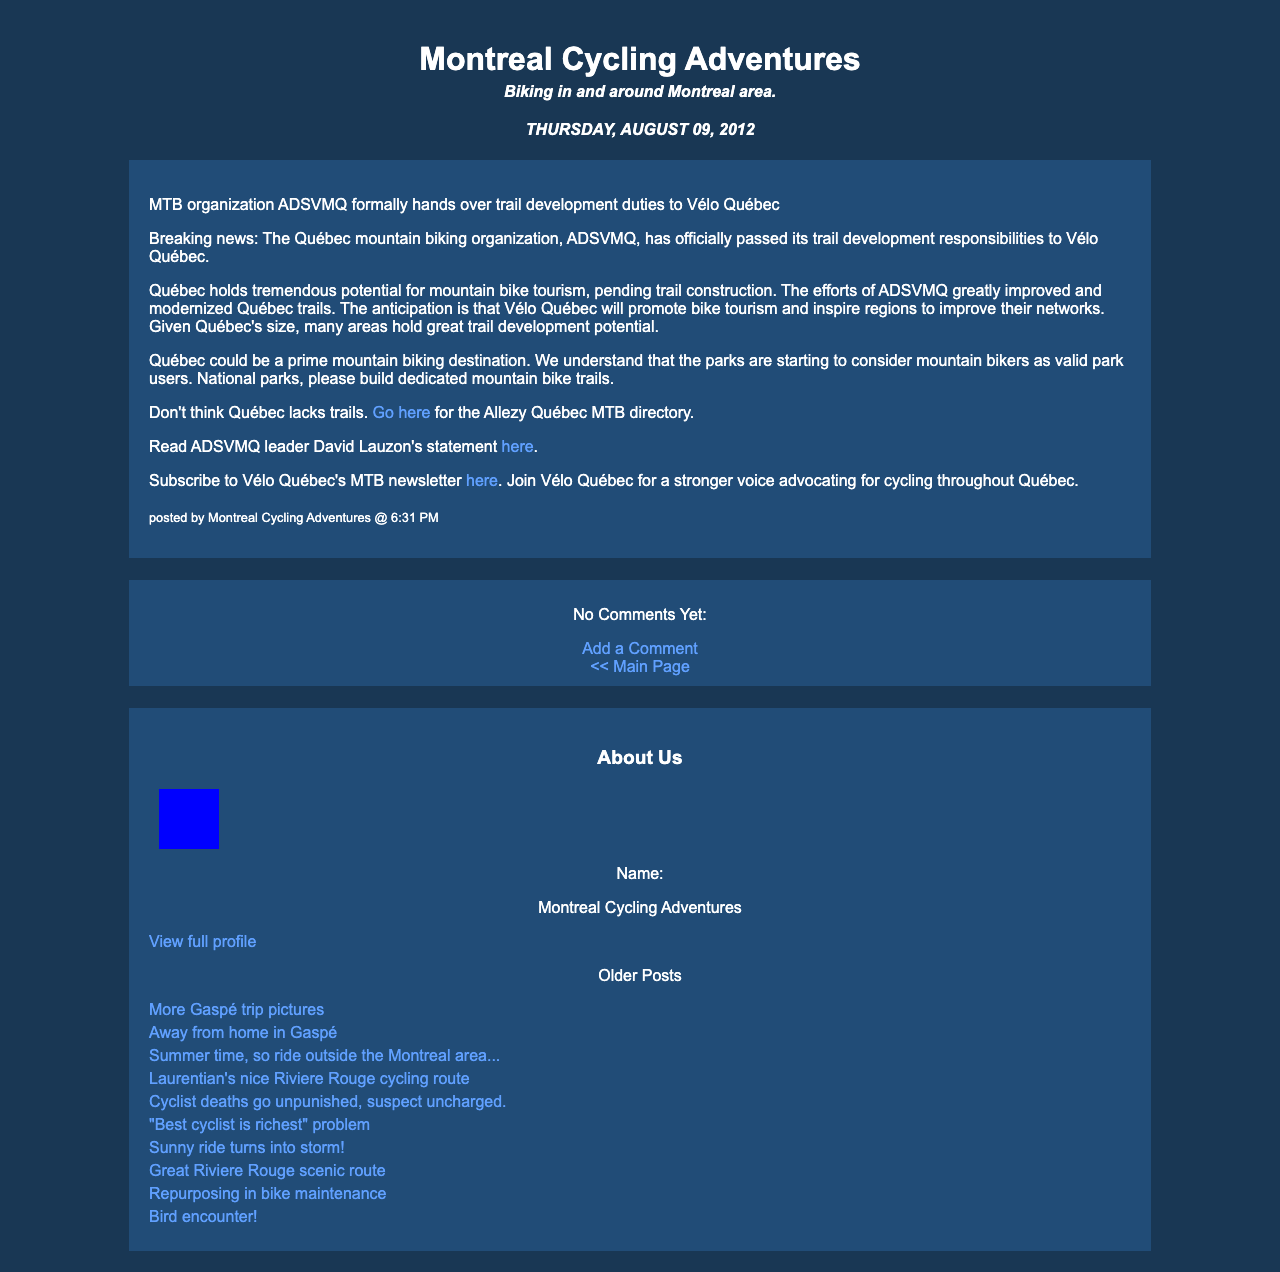 Montreal Cycling Adventures
Biking in and around Montreal area.
THURSDAY, AUGUST 09, 2012
MTB organization ADSVMQ formally hands over trail development duties to Vélo Québec
Breaking news: The Québec mountain biking organization, ADSVMQ, has officially passed its trail development responsibilities to Vélo
Québec.
Québec holds tremendous potential for mountain bike tourism, pending trail construction. The efforts of ADSVMQ greatly improved and
modernized Québec trails. The anticipation is that Vélo Québec will promote bike tourism and inspire regions to improve their networks.
Given Québec's size, many areas hold great trail development potential.
Québec could be a prime mountain biking destination. We understand that the parks are starting to consider mountain bikers as valid park
users. National parks, please build dedicated mountain bike trails.
Don't think Québec lacks trails. Go here for the Allezy Québec MTB directory.
Read ADSVMQ leader David Lauzon's statement here.
Subscribe to Vélo Québec's MTB newsletter here. Join Vélo Québec for a stronger voice advocating for cycling throughout Québec.
posted by Montreal Cycling Adventures @ 6:31 PM
No Comments Yet:
Add a Comment
<< Main Page
About Us
Name:
Montreal Cycling Adventures
View full profile
Older Posts
More Gaspé trip pictures
Away from home in Gaspé
Summer time, so ride outside the Montreal area...
Laurentian's nice Riviere Rouge cycling route
Cyclist deaths go unpunished, suspect uncharged.
"Best cyclist is richest" problem
Sunny ride turns into storm!
Great Riviere Rouge scenic route
Repurposing in bike maintenance
Bird encounter!